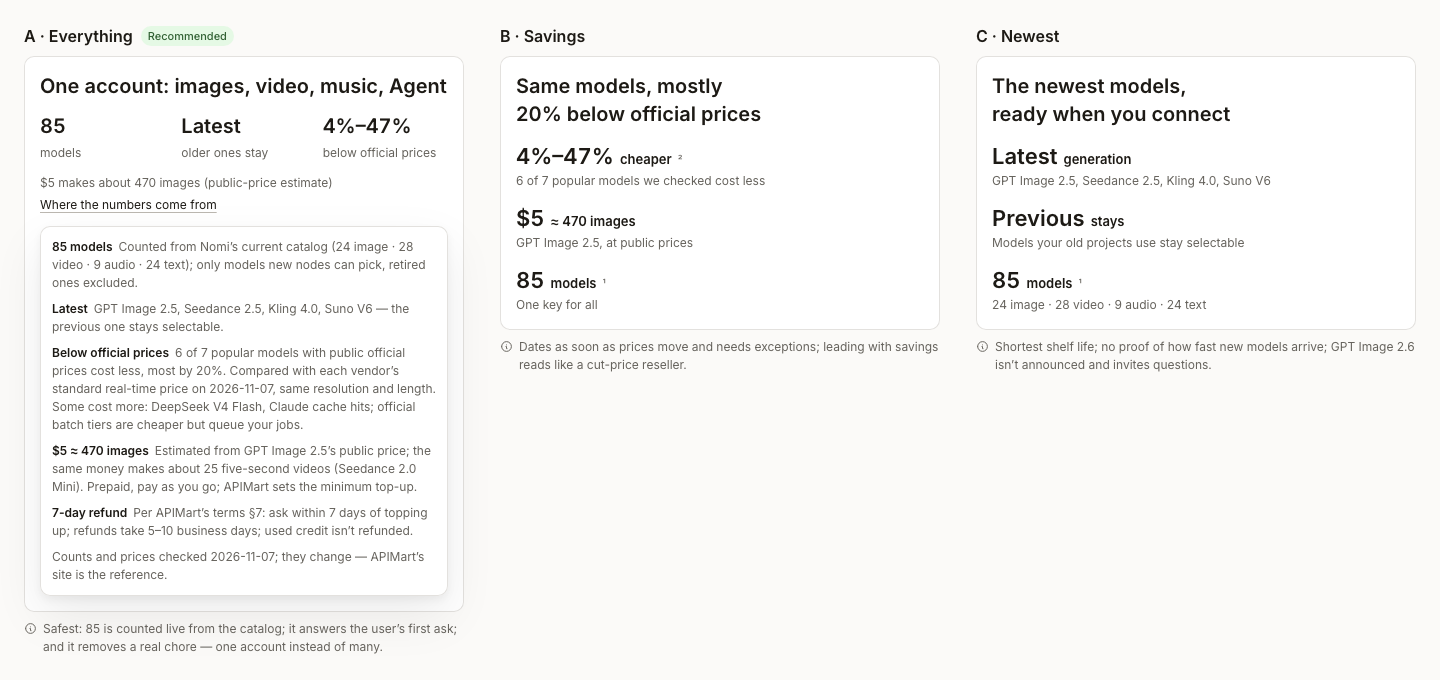 A · Everything Recommended
One account: images, video, music, Agent
85 Latest 4%–47%
models older ones stay below official prices
$5 makes about 470 images (public-price estimate)
Where the numbers come from
85 models Counted from Nomi’s current catalog (24 image · 28
video · 9 audio · 24 text); only models new nodes can pick, retired
ones excluded.
Latest GPT Image 2.5, Seedance 2.5, Kling 4.0, Suno V6 — the
previous one stays selectable.
Below official prices 6 of 7 popular models with public official
prices cost less, most by 20%. Compared with each vendor’s
standard real-time price on 2026-11-07, same resolution and length.
Some cost more: DeepSeek V4 Flash, Claude cache hits; official
batch tiers are cheaper but queue your jobs.
$5 ≈ 470 images Estimated from GPT Image 2.5’s public price; the
same money makes about 25 five-second videos (Seedance 2.0
Mini). Prepaid, pay as you go; APIMart sets the minimum top-up.
7-day refund Per APIMart’s terms §7: ask within 7 days of topping
up; refunds take 5–10 business days; used credit isn’t refunded.
Counts and prices checked 2026-11-07; they change — APIMart’s
site is the reference.
Safest: 85 is counted live from the catalog; it answers the user’s first ask;
and it removes a real chore — one account instead of many.
B · Savings
Same models, mostly
20% below official prices
4%–47% cheaper ²
6 of 7 popular models we checked cost less
$5 ≈ 470 images
GPT Image 2.5, at public prices
85 models ¹
One key for all
Dates as soon as prices move and needs exceptions; leading with savings
reads like a cut-price reseller.
C · Newest
The newest models,
ready when you connect
Latest generation
GPT Image 2.5, Seedance 2.5, Kling 4.0, Suno V6
Previous stays
Models your old projects use stay selectable
85 models ¹
24 image · 28 video · 9 audio · 24 text
Shortest shelf life; no proof of how fast new models arrive; GPT Image 2.6
isn’t announced and invites questions.